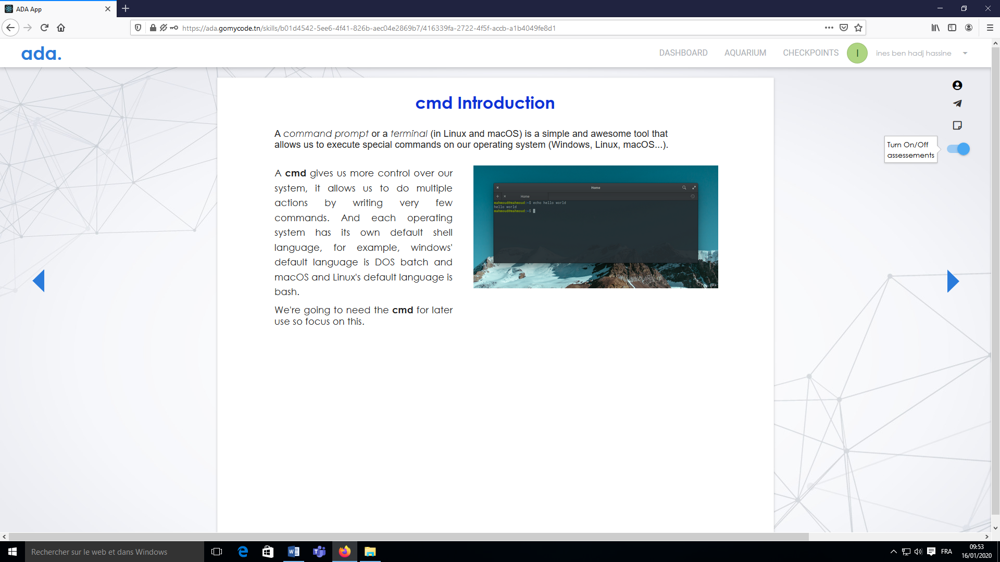 ADA App
https://ada.gomycode.tn/skills/b01d4542-5ee6-4f41-826b-aec04e2869b7/416339fa-2722-4f5f-accb-a1b4049fe8d1
ada.
DASHBOARD
AQUARIUM
CHECKPOINTS
I
ines ben hadj hassine
cmd Introduction
A command prompt or a terminal (in Linux and macOS) is a simple and awesome tool that
allows us to execute special commands on our operating system (Windows, Linux, macOS...).
Turn On/Off
assessements
A cmd gives us more control over our
system, it allows us to do multiple
actions by writing very few
commands. And each operating
system has its own default shell
language, for example, windows'
default language is DOS batch and
macOS and Linux's default language is
bash.
We're going to need the cmd for later
use so focus on this.
Home
Home
mahmoud@mahmoud:~$ echo hello world
hello world
mahmoud@mahmoud:~$
Rechercher sur le web et dans Windows
FRA
09:53
16/01/2020